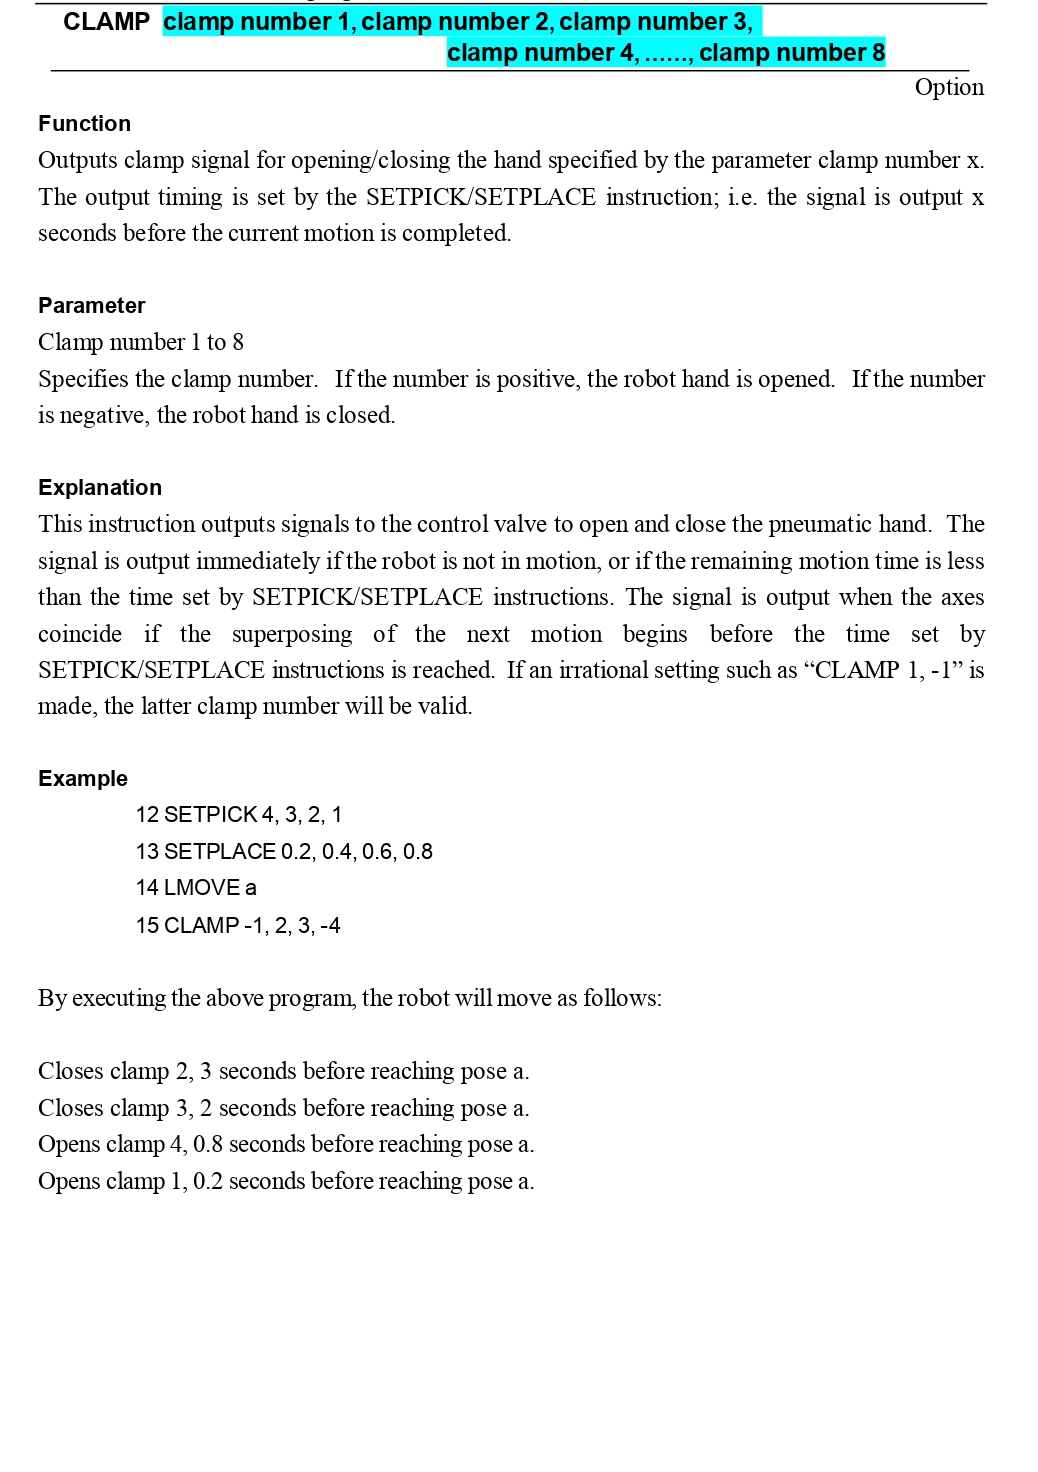 CLAMP clamp number 1, clamp number 2, clamp number 3,
clamp number 4, ……, clamp number 8
Option
Function
Outputs clamp signal for opening/closing the hand specified by the parameter clamp number x.
The output timing is set by the SETPICK/SETPLACE instruction; i.e. the signal is output x
seconds before the current motion is completed.
Parameter
Clamp number 1 to 8
Specifies the clamp number. If the number is positive, the robot hand is opened. If the number
is negative, the robot hand is closed.
Explanation
This instruction outputs signals to the control valve to open and close the pneumatic hand. The
signal is output immediately if the robot is not in motion, or if the remaining motion time is less
than the time set by SETPICK/SETPLACE instructions. The signal is output when the axes
coincide if the superposing of the next motion begins before the time set by
SETPICK/SETPLACE instructions is reached. If an irrational setting such as “CLAMP 1, -1” is
made, the latter clamp number will be valid.
Example
12 SETPICK 4, 3, 2, 1
13 SETPLACE 0.2, 0.4, 0.6, 0.8
14 LMOVE a
15 CLAMP -1, 2, 3, -4
By executing the above program, the robot will move as follows:
Closes clamp 2, 3 seconds before reaching pose a.
Closes clamp 3, 2 seconds before reaching pose a.
Opens clamp 4, 0.8 seconds before reaching pose a.
Opens clamp 1, 0.2 seconds before reaching pose a.